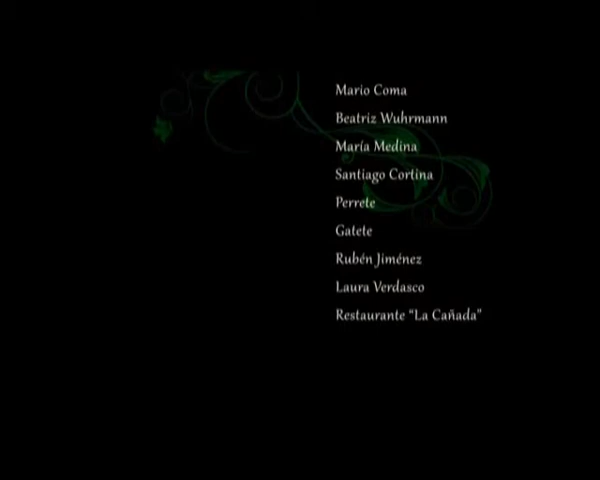 Mario Coma
Beatriz Wuhrmann
María Medina
Santiago Cortina
Perrete
Gatete
Rubén Jiménez
Laura Verdasco
Restaurante “La Cañada”